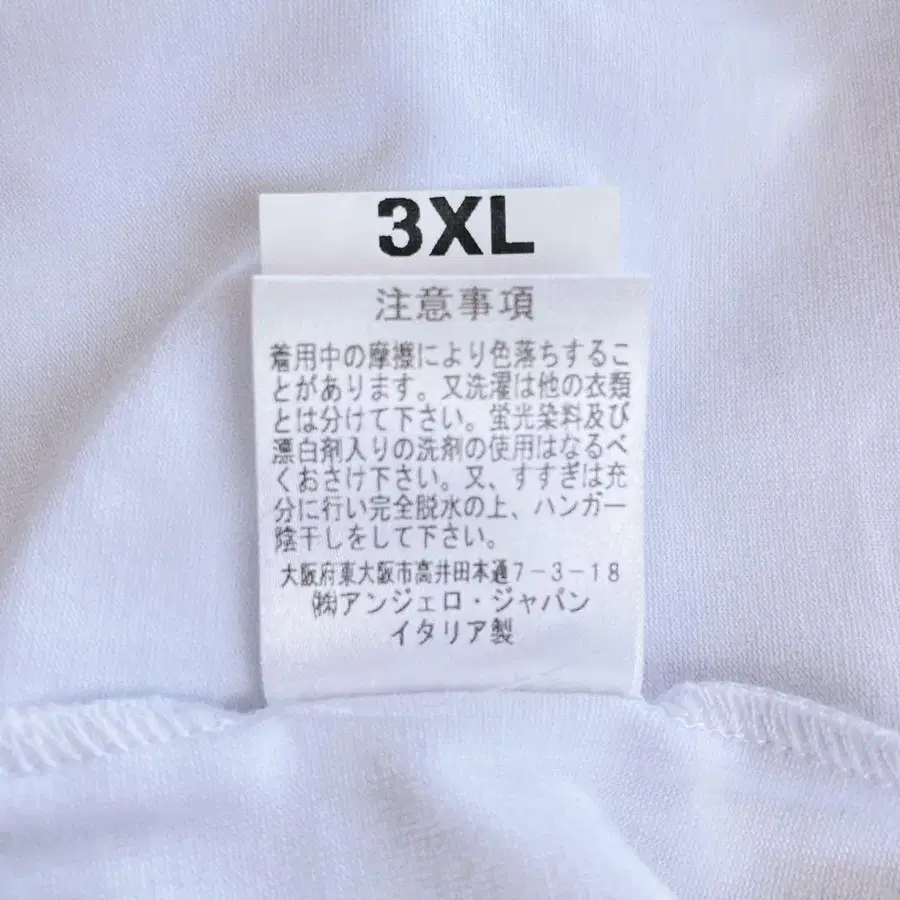 3XL
注意事項
着用中の摩擦により色落ちするこ
とがあります。又洗濯は他の衣類
とは分けて下さい。蛍光染料及び
漂白剤入りの洗剤の使用はなるべ
くおさけ下さい。又、すすぎは充
分に行い完全脱水の上、ハンガー
陰干しをして下さい。
大阪府東大阪市高井田本通7-3-18
㈱アンジェロ・ジャパン
イタリア製